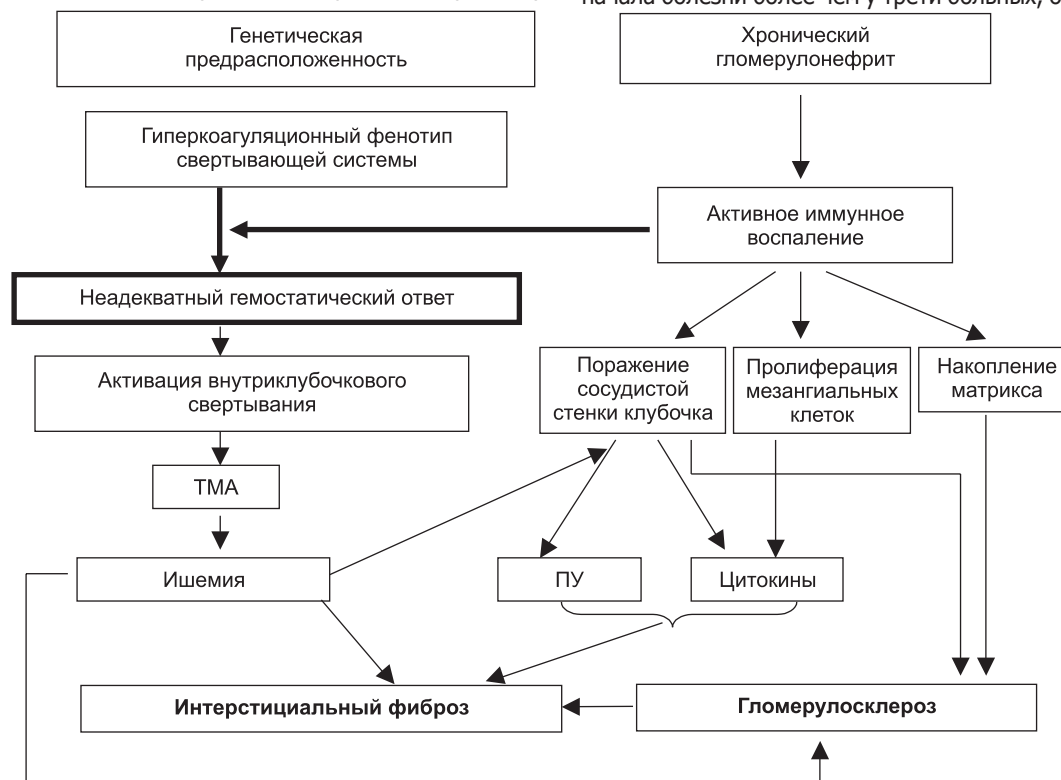 начала болезни более чем у трети больных, о
Генетическая
предрасположенность
Хронический
гломерулонефрит
Гиперкоагуляционный фенотип
свертывающей системы
Активное иммунное
воспаление
Неадекватный гемостатический ответ
Активация внутриклубочкового
свертывания
Поражение
сосудистой
стенки клубочка
Пролиферация
мезангиальных
клеток
Накопление
матрикса
ТМА
Ишемия
ПУ
Цитокины
Интерстициальный фиброз
Гломерулосклероз